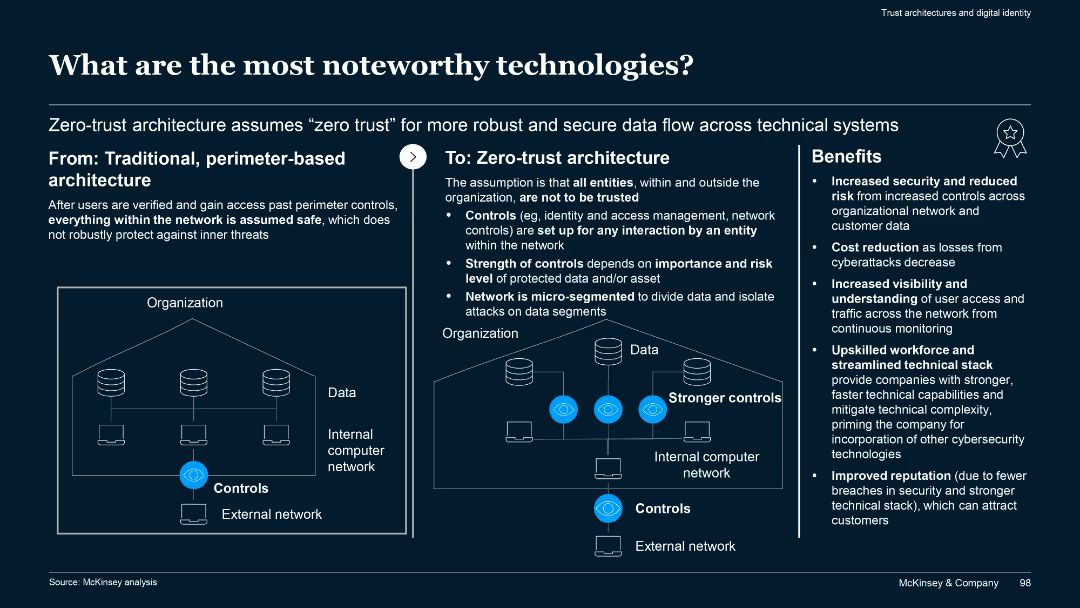 Trust architectures and digital identity
What are the most noteworthy technologies?
Zero-trust architecture assumes “zero trust” for more robust and secure data flow across technical systems
From: Traditional, perimeter-based
architecture
After users are verified and gain access past perimeter controls,
everything within the network is assumed safe, which does
not robustly protect against inner threats
Organization
Data
Internal
computer
network
Controls
External network
To: Zero-trust architecture
The assumption is that all entities, within and outside the
organization, are not to be trusted
• Controls (eg, identity and access management, network
controls) are set up for any interaction by an entity
within the network
• Strength of controls depends on importance and risk
level of protected data and/or asset
• Network is micro-segmented to divide data and isolate
attacks on data segments
Organization
Data
Stronger controls
Internal computer
network
Controls
External network
Benefits
• Increased security and reduced
risk from increased controls across
organizational network and
customer data
• Cost reduction as losses from
cyberattacks decrease
• Increased visibility and
understanding of user access and
traffic across the network from
continuous monitoring
• Upskilled workforce and
streamlined technical stack
provide companies with stronger,
faster technical capabilities and
mitigate technical complexity,
priming the company for
incorporation of other cybersecurity
technologies
• Improved reputation (due to fewer
breaches in security and stronger
technical stack), which can attract
customers
Source: McKinsey analysis
McKinsey & Company 98